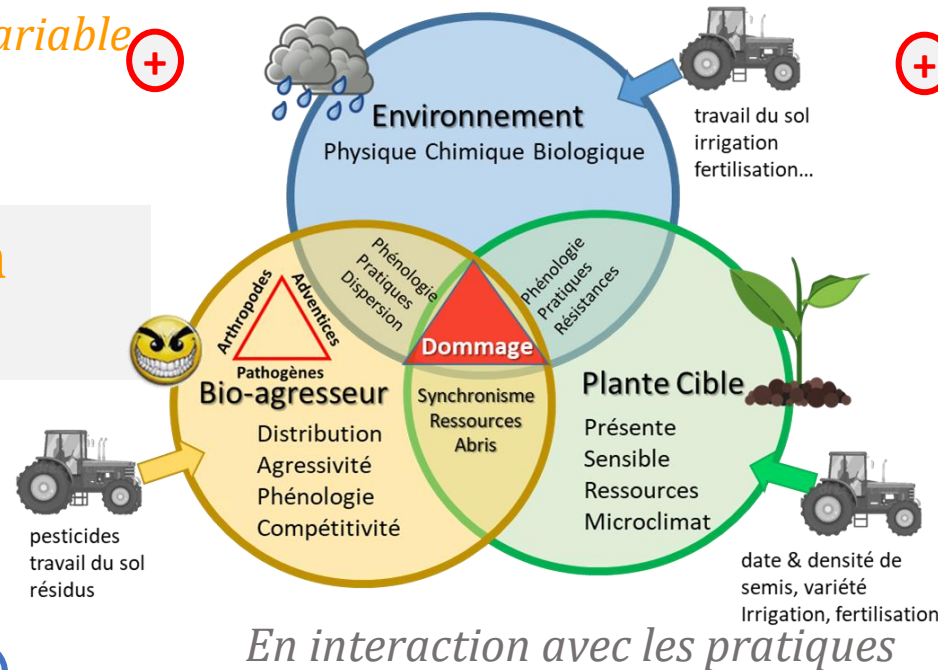 ariable
+
+
Environnement
Physique Chimique Biologique
travail du sol
irrigation
fertilisation...
Phénologie
Pratiques
Dispersion
Phénologie
Pratiques
Résistances
Arthropodes
Adventices
Pathogènes
Bio-agresseur
Distribution
Agressivité
Phénologie
Compétitivité
Dommage
Synchronisme
Ressources
Abris
Plante Cible
Présente
Sensible
Ressources
Microclimat
pesticides
travail du sol
résidus
date & densité de
semis, variété
Irrigation, fertilisation
En interaction avec les pratiques